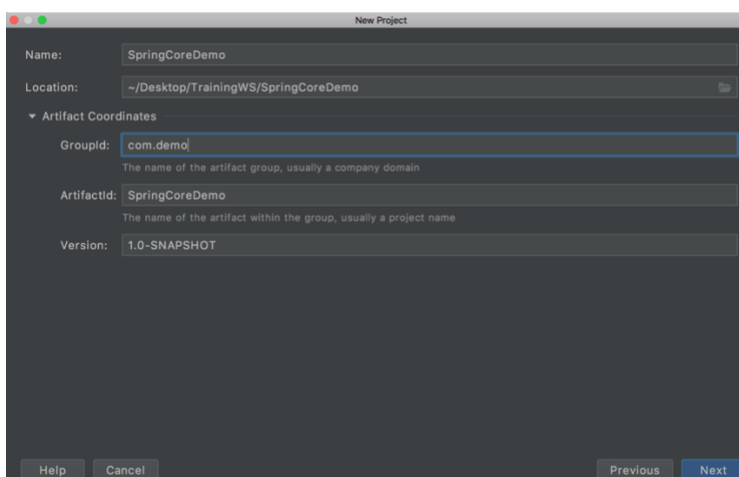 New Project
Name: SpringCoreDemo
Location: ~/Desktop/TrainingWS/SpringCoreDemo
Artifact Coordinates
GroupId: com.demo
The name of the artifact group, usually a company domain
ArtifactId: SpringCoreDemo
The name of the artifact within the group, usually a project name
Version: 1.0-SNAPSHOT
Help Cancel Previous Next